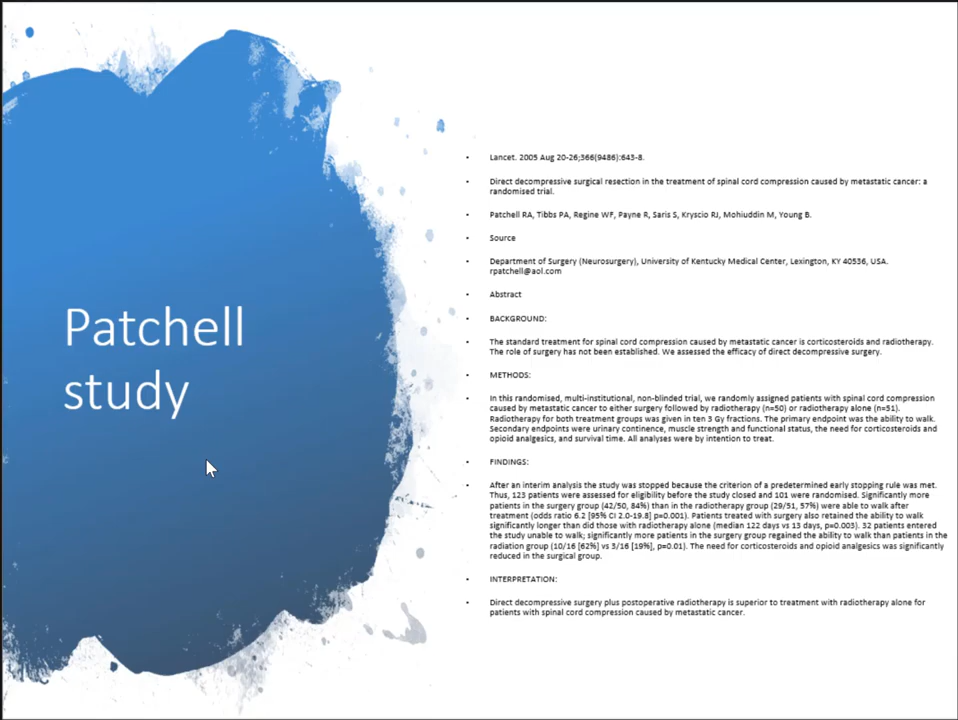 Patchell
study
• Lancet. 2005 Aug 20-26;366(9486):643-8.
• Direct decompressive surgical resection in the treatment of spinal cord compression caused by metastatic cancer: a
randomised trial.
• Patchell RA, Tibbs PA, Regine WF, Payne R, Saris S, Kryscio RJ, Mohiuddin M, Young B.
• Source
• Department of Surgery (Neurosurgery), University of Kentucky Medical Center, Lexington, KY 40536, USA.
rpatchell@aol.com
• Abstract
• BACKGROUND:
• The standard treatment for spinal cord compression caused by metastatic cancer is corticosteroids and radiotherapy.
The role of surgery has not been established. We assessed the efficacy of direct decompressive surgery.
• METHODS:
• In this randomised, multi-institutional, non-blinded trial, we randomly assigned patients with spinal cord compression
caused by metastatic cancer to either surgery followed by radiotherapy (n=50) or radiotherapy alone (n=51).
Radiotherapy for both treatment groups was given in ten 3 Gy fractions. The primary endpoint was the ability to walk.
Secondary endpoints were urinary continence, muscle strength and functional status, the need for corticosteroids and
opioid analgesics, and survival time. All analyses were by intention to treat.
• FINDINGS:
• After an interim analysis the study was stopped because the criterion of a predetermined early stopping rule was met.
Thus, 123 patients were assessed for eligibility before the study closed and 101 were randomised. Significantly more
patients in the surgery group (42/50, 84%) than in the radiotherapy group (29/51, 57%) were able to walk after
treatment (odds ratio 6.2 [95% CI 2.0-19.8] p=0.001). Patients treated with surgery also retained the ability to walk
significantly longer than did those with radiotherapy alone (median 122 days vs 13 days, p=0.003). 32 patients entered
the study unable to walk; significantly more patients in the surgery group regained the ability to walk than patients in the
radiation group (10/16 [62%] vs 3/16 [19%], p=0.01). The need for corticosteroids and opioid analgesics was significantly
reduced in the surgical group.
• INTERPRETATION:
• Direct decompressive surgery plus postoperative radiotherapy is superior to treatment with radiotherapy alone for
patients with spinal cord compression caused by metastatic cancer.